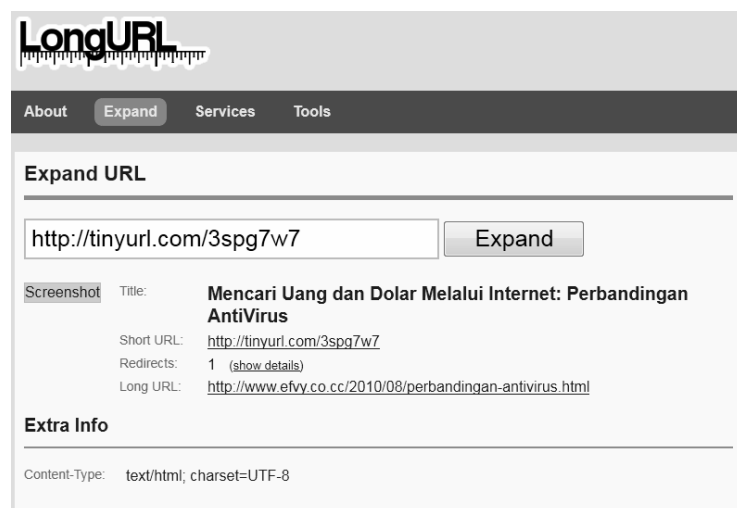 LongURL
About Expand Services Tools
Expand URL
http://tinyurl.com/3spg7w7 Expand
Screenshot Title: Mencari Uang dan Dolar Melalui Internet: Perbandingan
AntiVirus
Short URL: http://tinyurl.com/3spg7w7
Redirects: 1 (show details)
Long URL: http://www.efvy.co.cc/2010/08/perbandingan-antivirus.html
Extra Info
Content-Type: text/html; charset=UTF-8